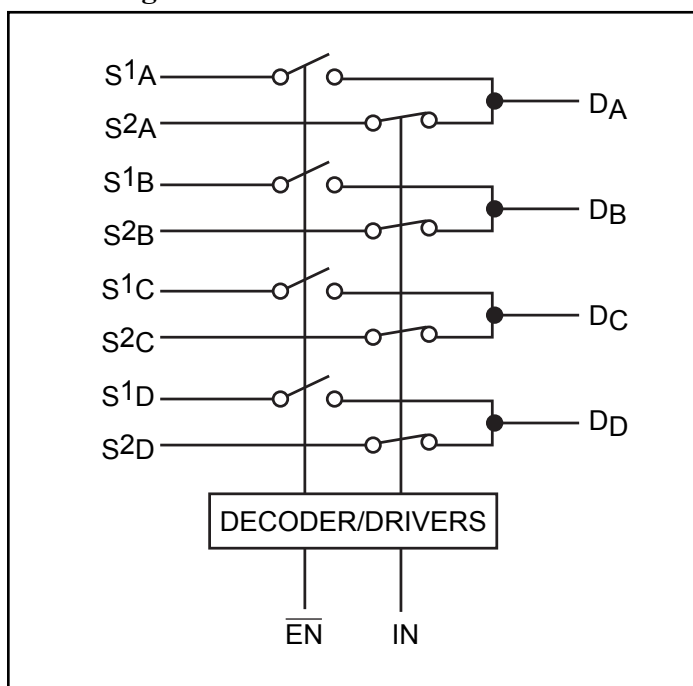 S1A
DA
S2A
S1B
DB
S2B
S1C
DC
S2C
S1D
DD
S2D
DECODER/DRIVERS
EN IN